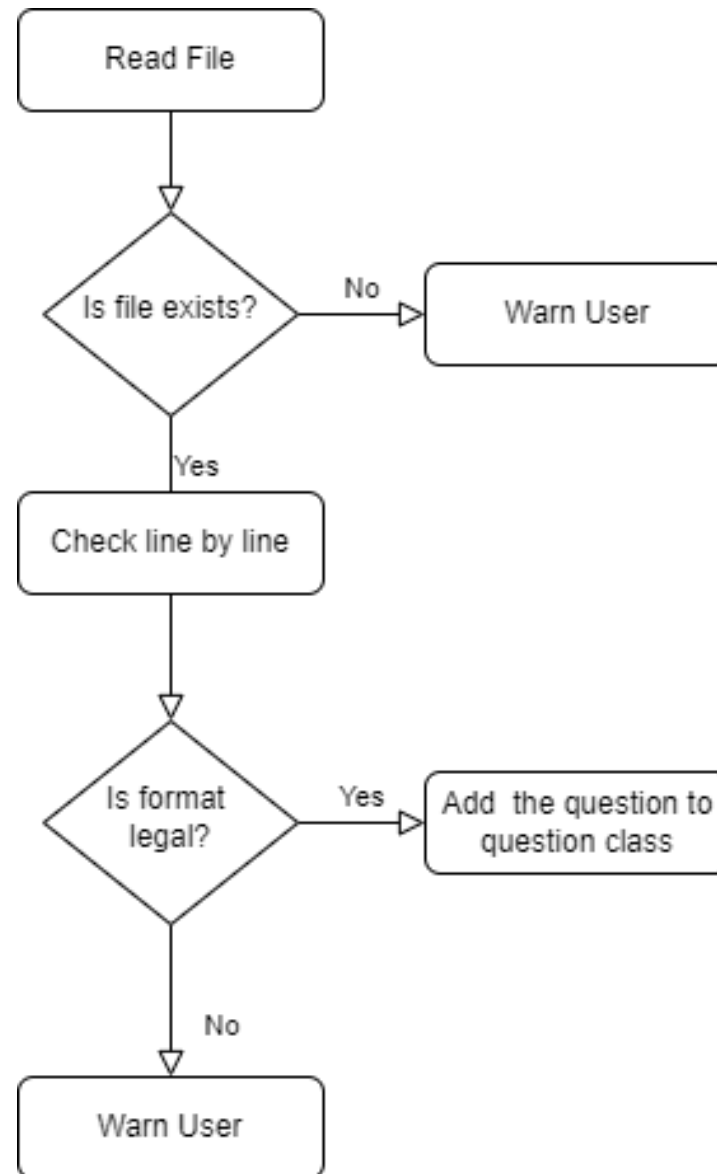 Read File
Is file exists?
No
Warn User
Yes
Check line by line
Is format
legal?
Yes
Add the question to
question class
No
Warn User